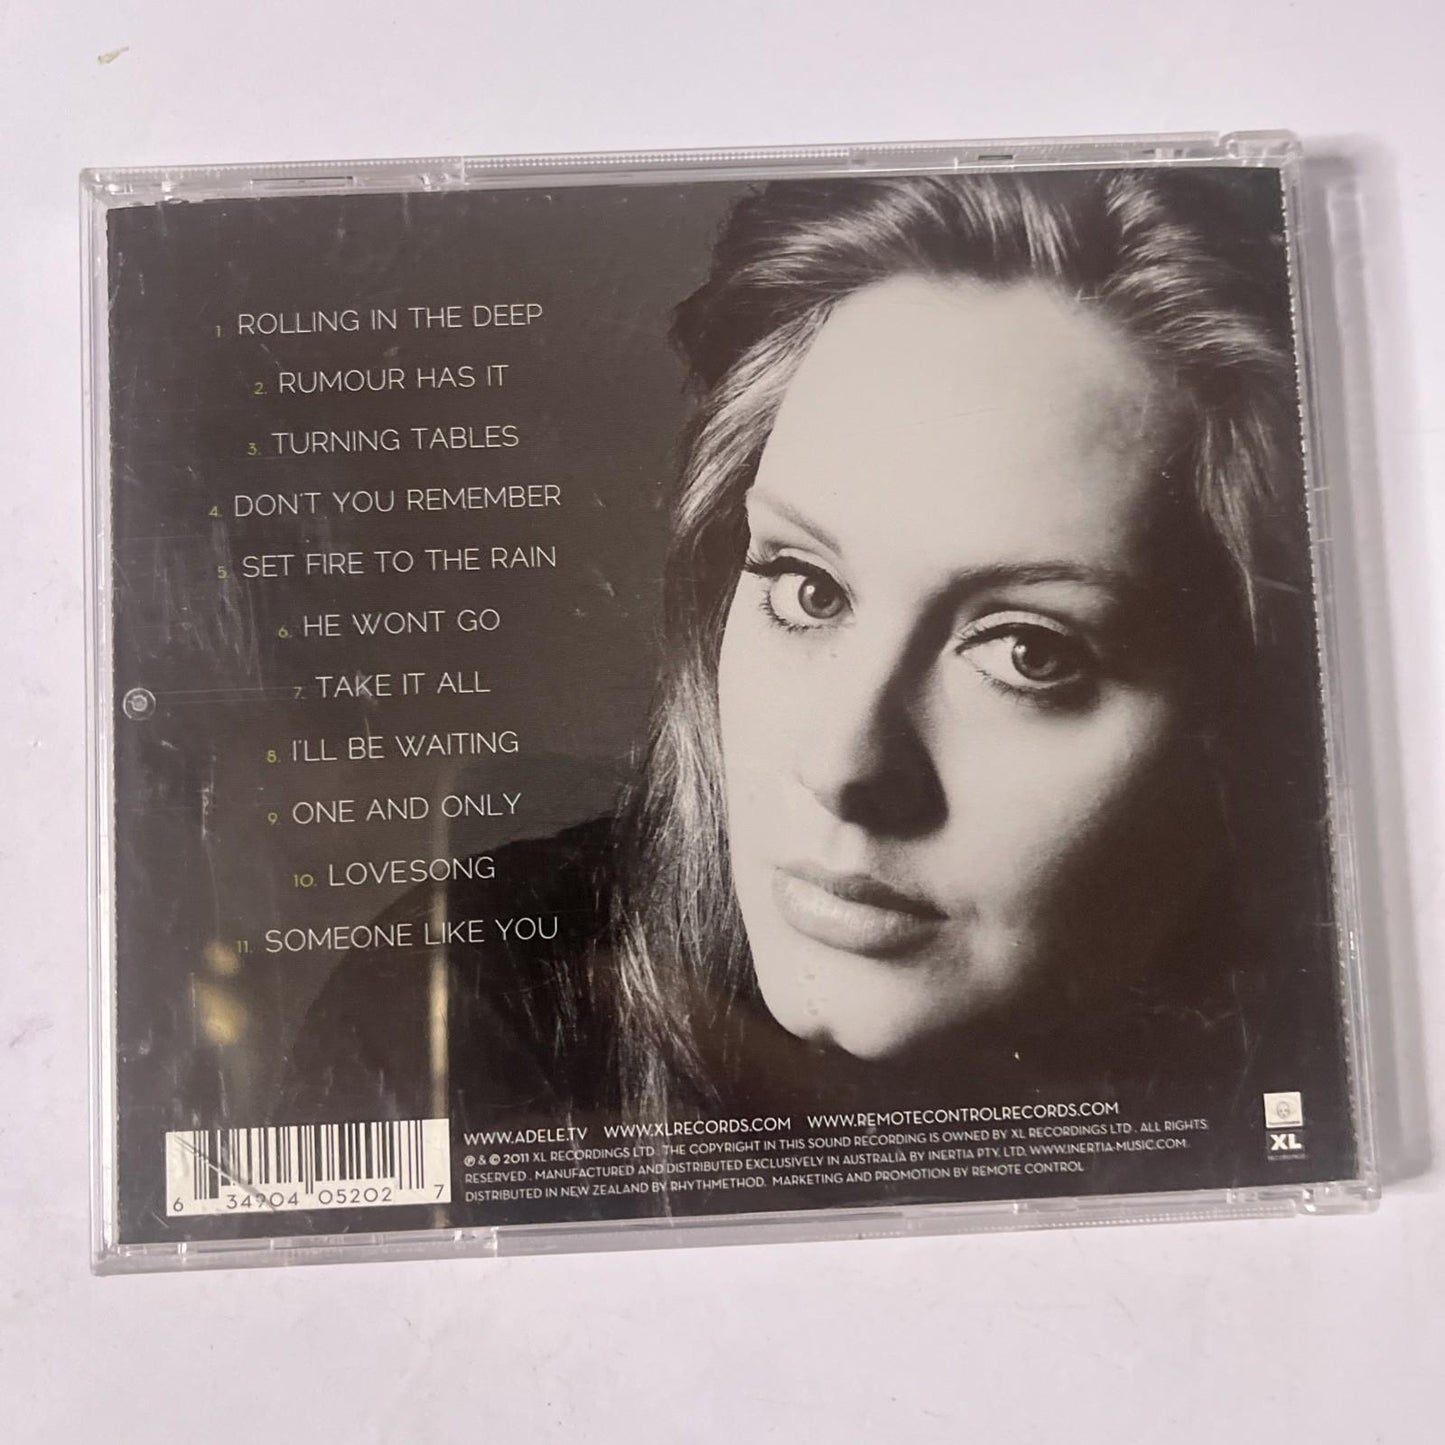 1. ROLLING IN THE DEEP
2. RUMOUR HAS IT
3. TURNING TABLES
4. DON'T YOU REMEMBER
5. SET FIRE TO THE RAIN
6. HE WONT GO
7. TAKE IT ALL
8. I'LL BE WAITING
9. ONE AND ONLY
10. LOVESONG
11. SOMEONE LIKE YOU
6 34904 05202 7
WWW.ADELE.TV WWW.XLRECORDS.COM WWW.REMOTECONTROLRECORDS.COM
℗ & © 2011 XL RECORDINGS LTD. THE COPYRIGHT IN THIS SOUND RECORDING IS OWNED BY XL RECORDINGS LTD. ALL RIGHTS
RESERVED. MANUFACTURED AND DISTRIBUTED EXCLUSIVELY IN AUSTRALIA BY INERTIA PTY. LTD. WWW.INERTIA-MUSIC.COM.
DISTRIBUTED IN NEW ZEALAND BY RHYTHMETHOD. MARKETING AND PROMOTION BY REMOTE CONTROL
XL